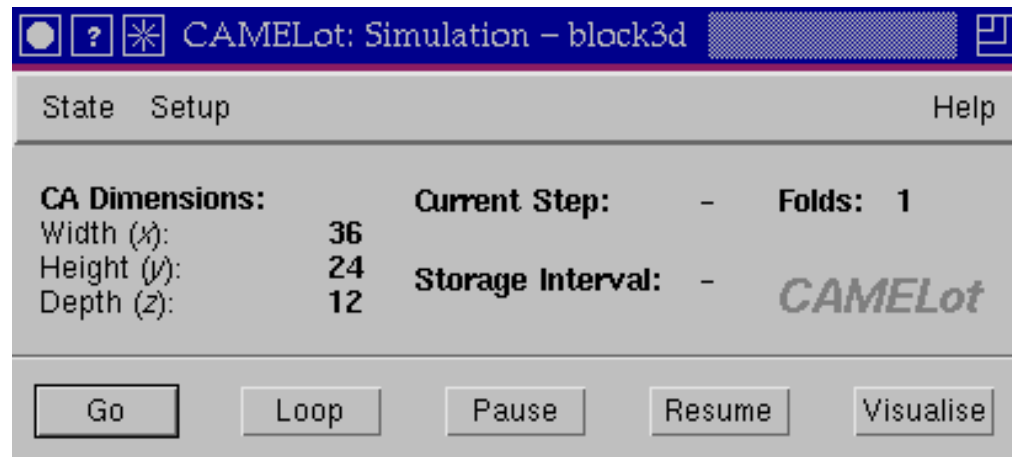 ? CAMELot: Simulation – block3d
State Setup Help
CA Dimensions: Current Step: - Folds: 1
Width (x): 36
Height (y): 24 Storage Interval: - CAMELot
Depth (z): 12
Go Loop Pause Resume Visualise